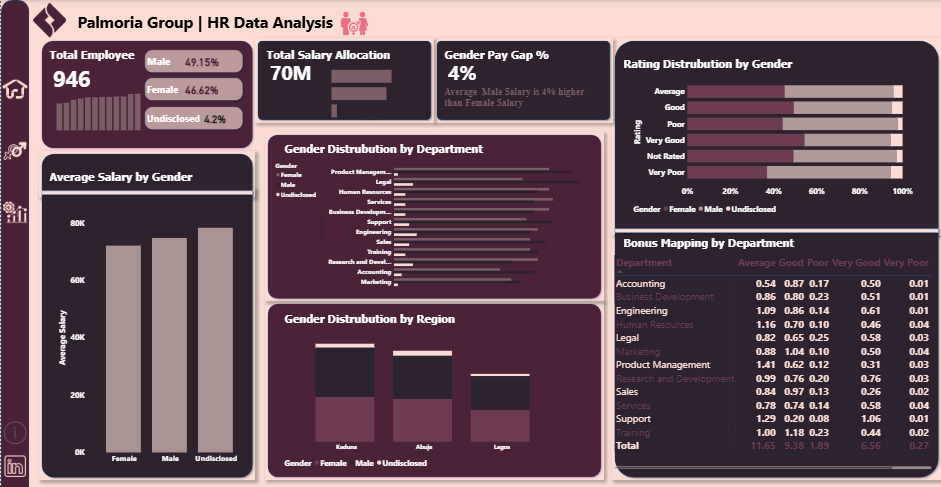 Palmoria Group | HR Data Analysis
Total Employee
946
Male 49.15%
Female 46.62%
Undisclosed 4.2%
Total Salary Allocation
70M
Gender Pay Gap %
4%
Average Male Salary is 4% higher
than Female Salary
Rating Distrubution by Gender
Rating
Average
Good
Poor
Very Good
Not Rated
Very Poor
0% 20% 40% 60% 80% 100%
Gender Female Male Undisclosed
Average Salary by Gender
Average Salary
80K
60K
40K
20K
0K
Female Male Undisclosed
Gender Distrubution by Department
Gender
Female
Male
Undisclosed
Product Managem...
Legal
Human Resources
Services
Business Developm...
Support
Engineering
Sales
Training
Research and Devel...
Accounting
Marketing
Gender Distrubution by Region
Kaduna Abuja Lagos
Gender Female Male Undisclosed
Bonus Mapping by Department
Department Average Good Poor Very Good Very Poor
Accounting 0.54 0.87 0.17 0.50 0.01
Business Development 0.86 0.80 0.23 0.51 0.01
Engineering 1.09 0.86 0.14 0.61 0.01
Human Resources 1.16 0.70 0.10 0.46 0.04
Legal 0.82 0.65 0.25 0.58 0.03
Marketing 0.88 1.04 0.10 0.50 0.04
Product Management 1.41 0.62 0.12 0.31 0.03
Research and Development 0.99 0.76 0.20 0.76 0.03
Sales 0.84 0.97 0.13 0.26 0.02
Services 0.78 0.74 0.14 0.58 0.04
Support 1.29 0.20 0.08 1.06 0.01
Training 1.00 1.18 0.23 0.44 0.02
Total 11.65 9.38 1.89 6.56 0.27
in